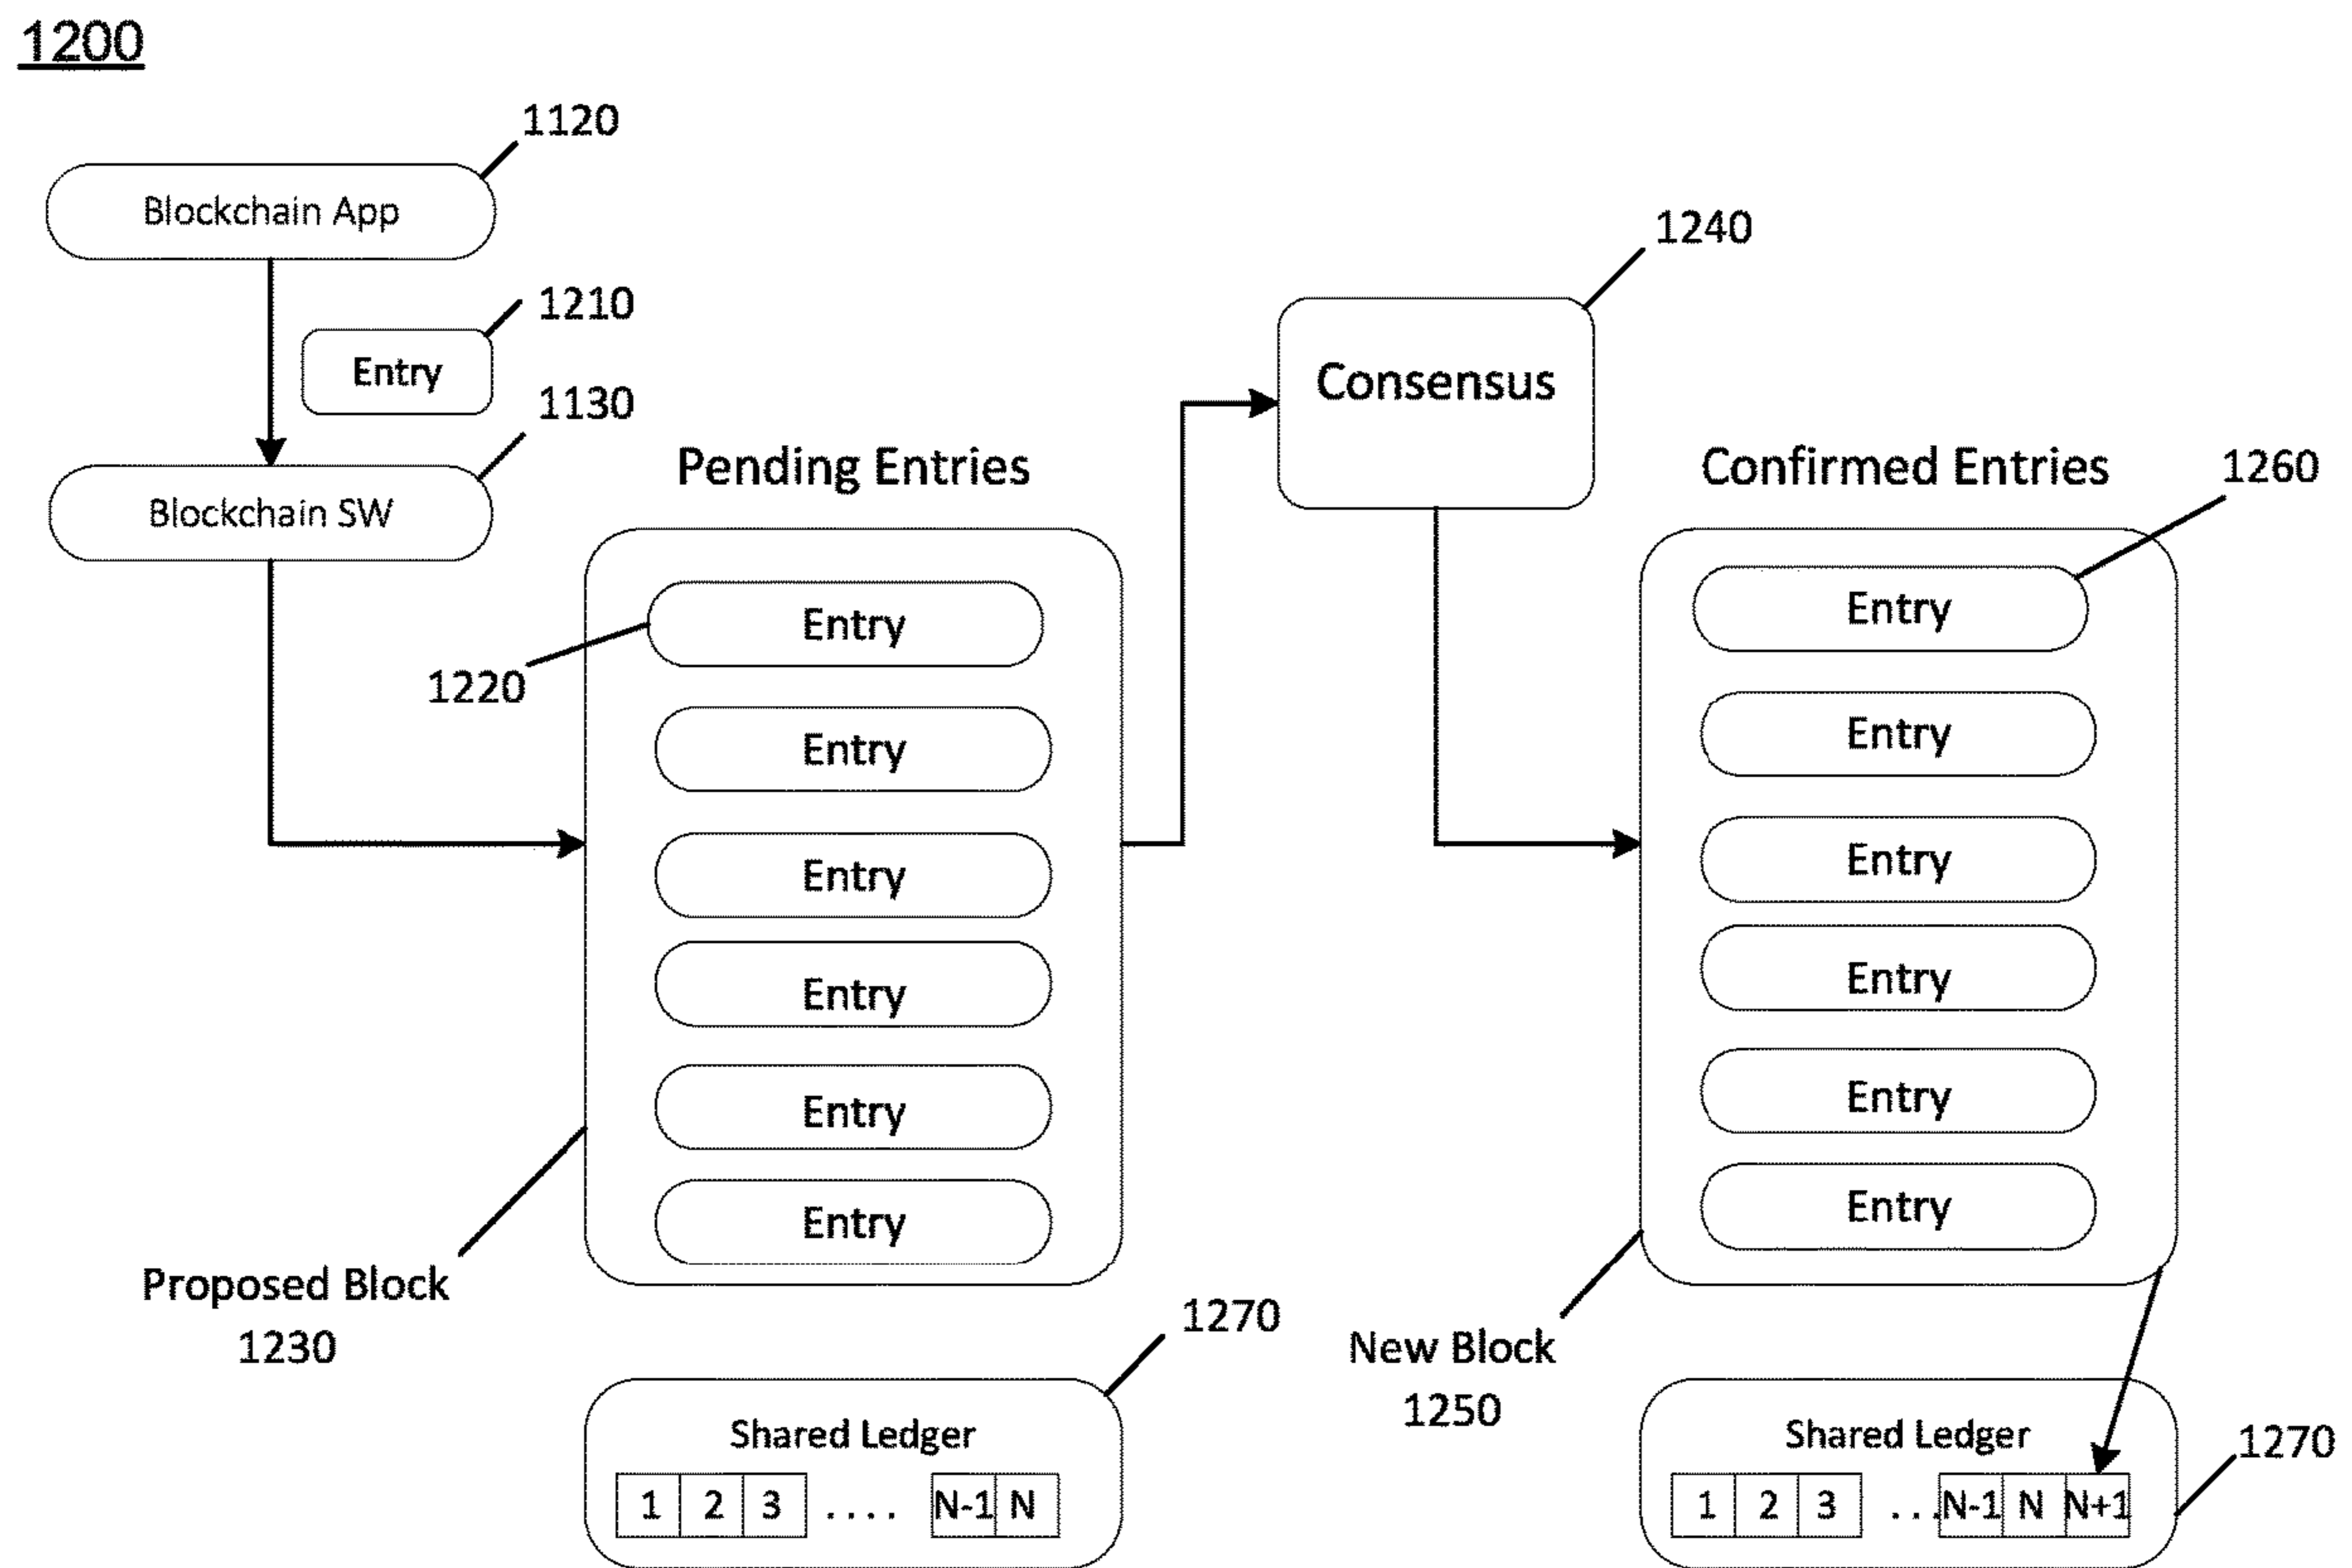 1200
1120
Blockchain App
1210
Entry
1130
Blockchain SW
Pending Entries
Entry
1220
Entry
Entry
Entry
Entry
Entry
Proposed Block
1230
1240
Consensus
Confirmed Entries
1260
Entry
Entry
Entry
Entry
Entry
Entry
New Block
1250
1270
Shared Ledger
1 2 3 .... N-1 N
Shared Ledger
1270
1 2 3 ... N-1 N N+1